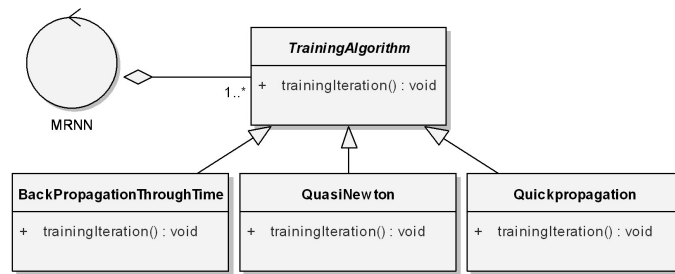 TrainingAlgorithm
+ trainingIteration() : void
1..*
MRNN
BackPropagationThroughTime
+ trainingIteration() : void
QuasiNewton
+ trainingIteration() : void
Quickpropagation
+ trainingIteration() : void